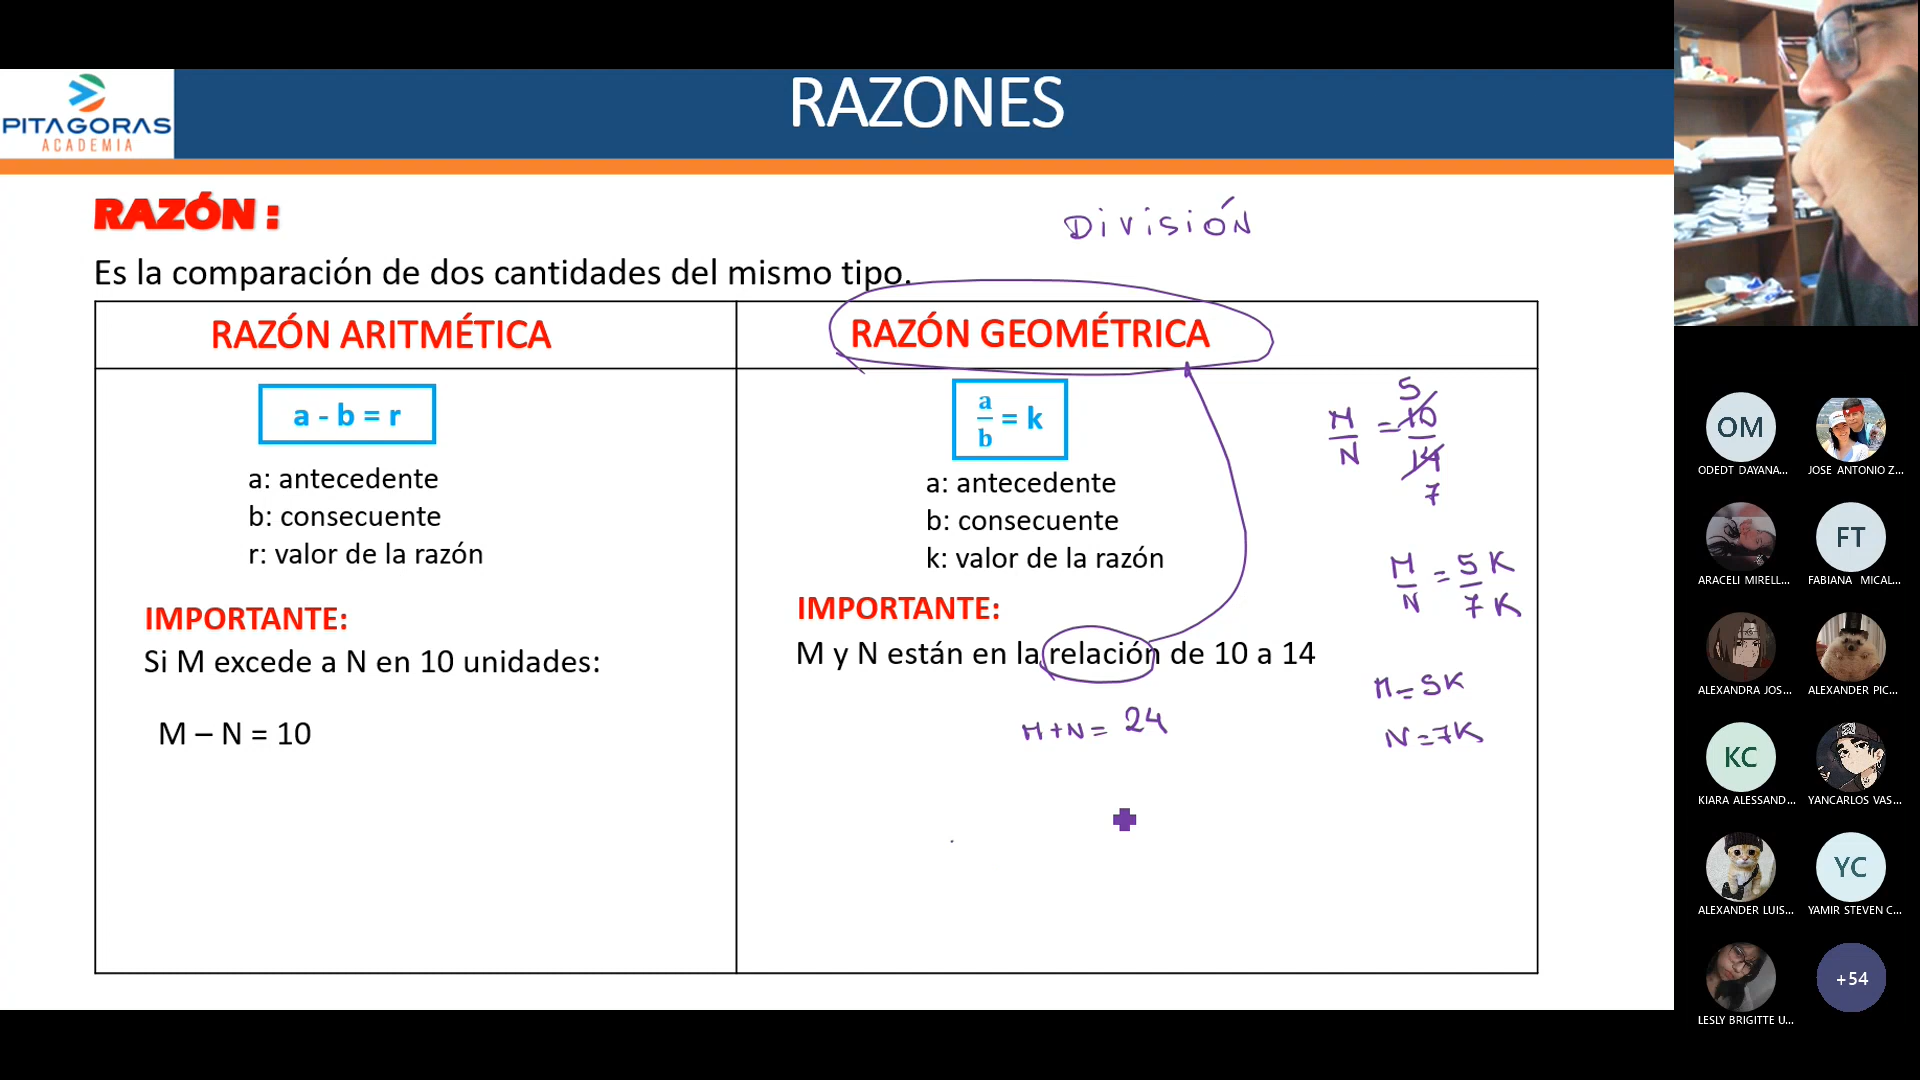 RAZONES
PITAGORAS
ACADEMIA
RAZÓN :
División
Es la comparación de dos cantidades del mismo tipo.
RAZÓN ARITMÉTICA
a - b = r
a: antecedente
b: consecuente
r: valor de la razón
IMPORTANTE:
Si M excede a N en 10 unidades:
M – N = 10
RAZÓN GEOMÉTRICA
a/b = k
a: antecedente
b: consecuente
k: valor de la razón
IMPORTANTE:
M y N están en la relación de 10 a 14
M+N= 24
5
M/N = 10/14
7
M/N = 5K/7K
M=5K
N=7K
OM
ODEDT DAYANA...
JOSE ANTONIO Z...
ARACELI MIRELL...
FT
FABIANA MICAL...
ALEXANDRA JOS...
ALEXANDER PIC...
KC
KIARA ALESSAND...
YANCARLOS VAS...
ALEXANDER LUIS...
YC
YAMIR STEVEN C...
LESLY BRIGITTE U...
+54